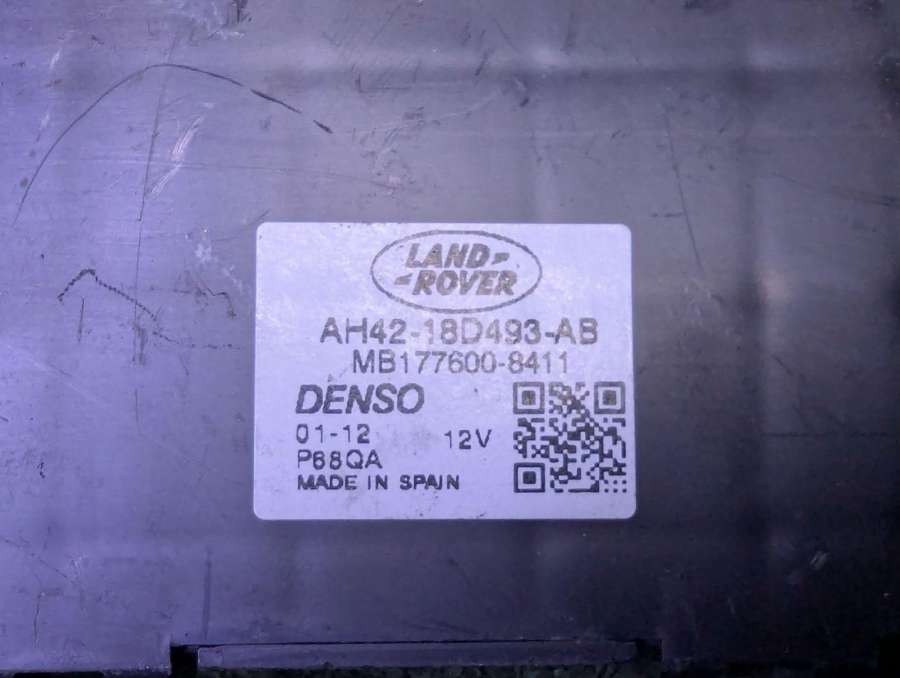 LAND-
-ROVER
AH42-18D493-AB
MB177600-8411
DENSO
01-12 12V
P68QA
MADE IN SPAIN